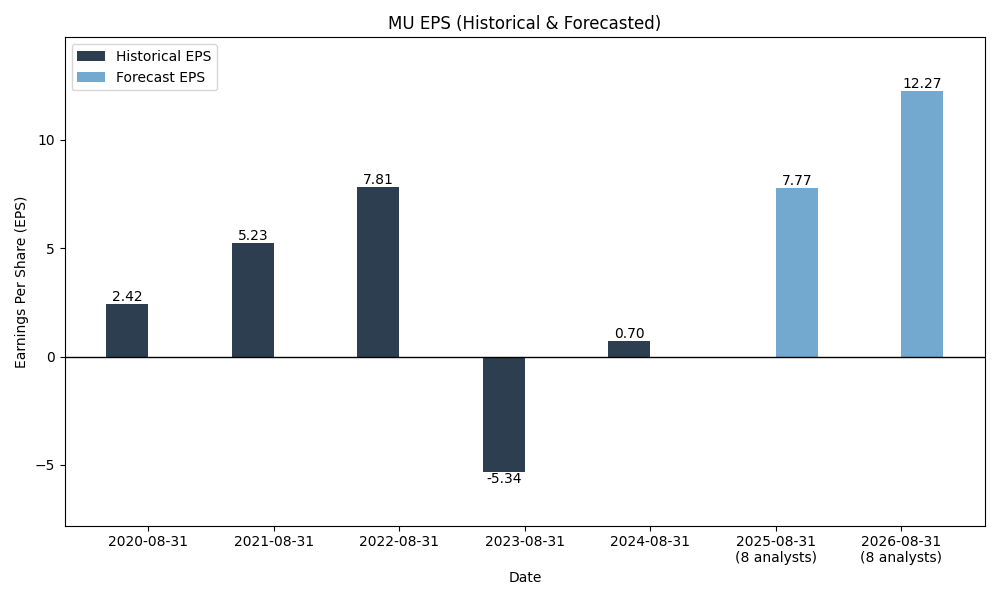 MU EPS (Historical & Forecasted)
Historical EPS
Forecast EPS
Earnings Per Share (EPS)
10
5
0
−5
2.42
5.23
7.81
-5.34
0.70
7.77
12.27
2020-08-31
2021-08-31
2022-08-31
2023-08-31
2024-08-31
2025-08-31
(8 analysts)
2026-08-31
(8 analysts)
Date